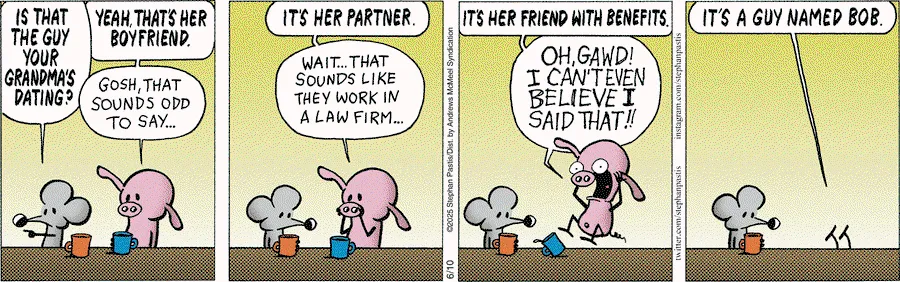 IS THAT
THE GUY
YOUR
GRANDMA'S
DATING?
YEAH, THAT'S HER
BOYFRIEND.
GOSH, THAT
SOUNDS ODD
TO SAY...
IT'S HER PARTNER.
WAIT...THAT
SOUNDS LIKE
THEY WORK IN
A LAW FIRM...
©2025 Stephan Pastis/Dist. by Andrews McMeel Syndication
6/10
IT'S HER FRIEND WITH BENEFITS.
OH, GAWD!
I CAN'T EVEN
BELIEVE I
SAID THAT!!
twitter.com/stephanpastis
instagram.com/stephanpastis
IT'S A GUY NAMED BOB.